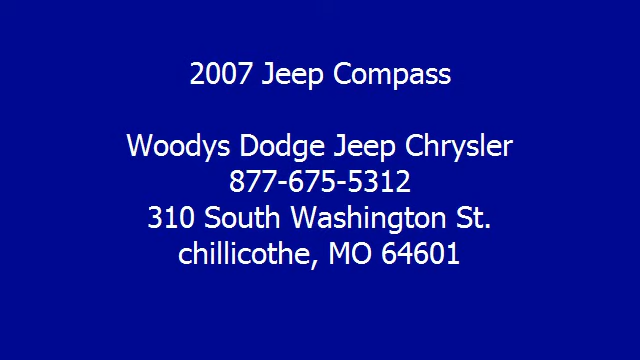 2007 Jeep Compass
Woodys Dodge Jeep Chrysler
877-675-5312
310 South Washington St.
chillicothe, MO 64601